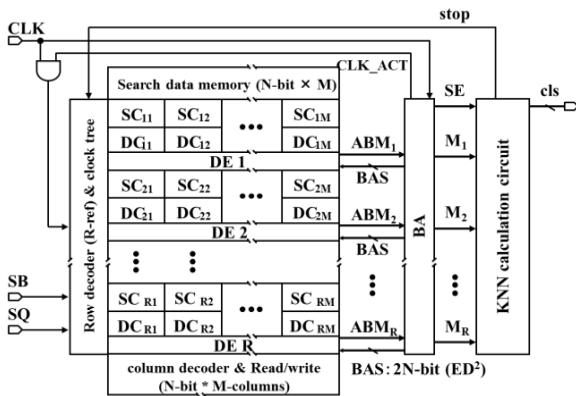 stop
CLK
CLK_ACT
Search data memory (N-bit × M)
SE
cls
SC11 SC12 ••• SC1M
DC11 DC12 DC1M
ABM1
M1
DE 1
BAS
SC21 SC22 ••• SC2M
DC21 DC22 DC2M
ABM2
M2
DE 2
BAS
Row decoder (R-ref) & clock tree
BA
KNN calculation circuit
SB
SQ
SC R1 SC R2 ••• SC RM
DC R1 DC R2 DC RM
ABMR
MR
DE R
column decoder & Read/write
(N-bit * M-columns)
BAS: 2N-bit (ED²)